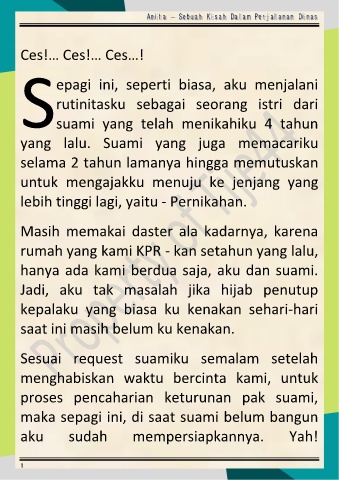 Anita – Sebuah Kisah Dalam Perjalanan Dinas
Ces!… Ces!… Ces…!
Sepagi ini, seperti biasa, aku menjalani
rutinitasku sebagai seorang istri dari
suami yang telah menikahiku 4 tahun
yang lalu. Suami yang juga memacariku
selama 2 tahun lamanya hingga memutuskan
untuk mengajakku menuju ke jenjang yang
lebih tinggi lagi, yaitu - Pernikahan.
Masih memakai daster ala kadarnya, karena
rumah yang kami KPR - kan setahun yang lalu,
hanya ada kami berdua saja, aku dan suami.
Jadi, aku tak masalah jika hijab penutup
kepalaku yang biasa ku kenakan sehari-hari
saat ini masih belum ku kenakan.
Sesuai request suamiku semalam setelah
menghabiskan waktu bercinta kami, untuk
proses pencaharian keturunan pak suami,
maka sepagi ini, di saat suami belum bangun
aku sudah mempersiapkannya. Yah!
1